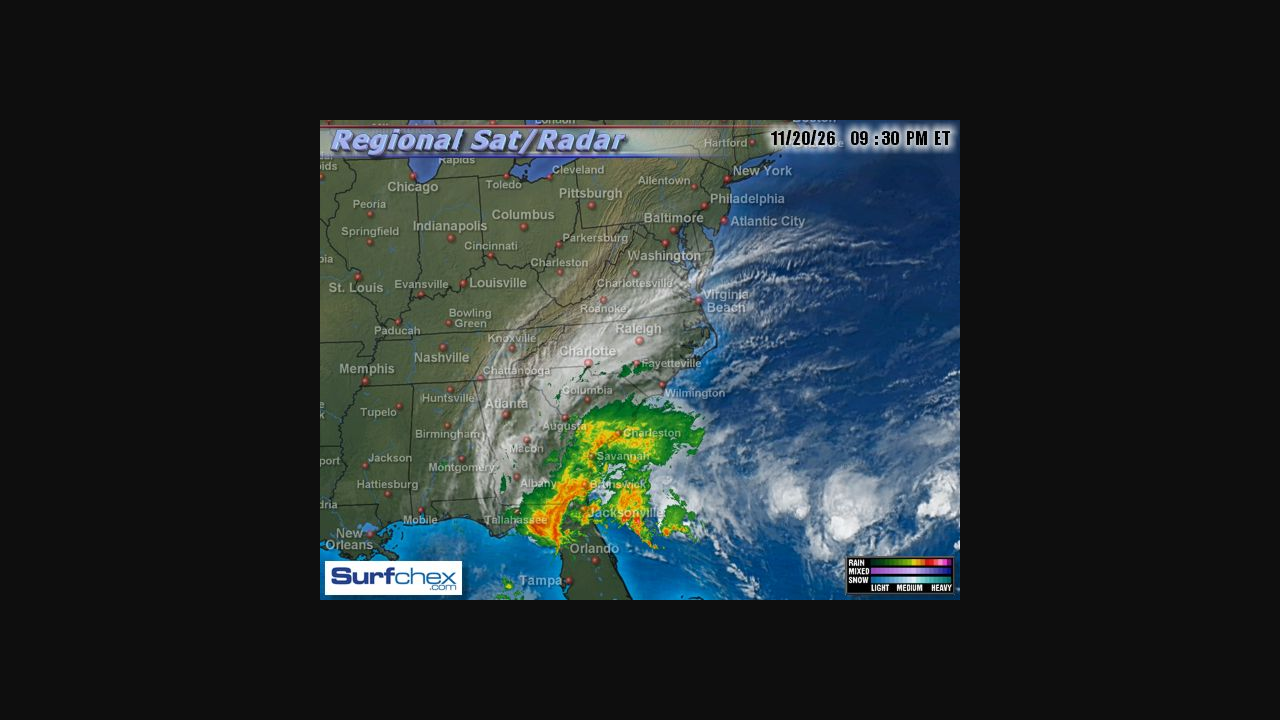 London
Boston
Regional Sat/Radar
11/20/26 09 :30 PM ET
Hartford
Rapids
Cleveland
New York
Chicago
Toledo
Allentown
Pittsburgh
Philadelphia
Peoria
Columbus
Baltimore
Atlantic City
Springfield
Indianapolis
Parkersburg
Cincinnati
Washington
Charleston
St. Louis
Evansville
Louisville
Charlottesville
Virginia
Beach
Roanoke
Bowling
Green
Paducah
Raleigh
Knoxville
Nashville
Charlotte
Fayetteville
Memphis
Chattanooga
Columbia
Wilmington
Huntsville
Atlanta
Tupelo
Augusta
Birmingham
Charleston
Macon
Jackson
Savannah
Montgomery
Hattiesburg
Albany
Brunswick
Jacksonville
Mobile
Tallahassee
New
Orleans
Orlando
Tampa
Surfchex
.com
RAIN
MIXED
SNOW
LIGHT MEDIUM HEAVY